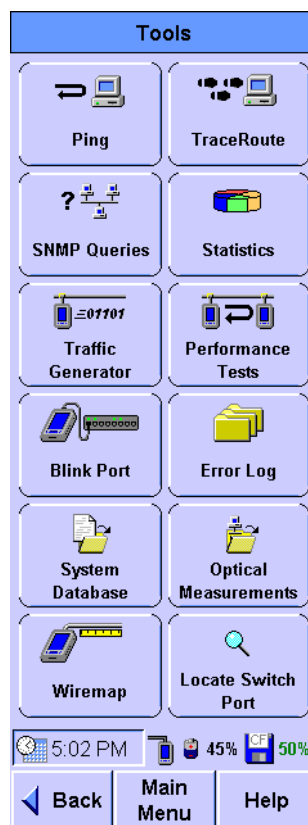 Tools
Ping
TraceRoute
?
SNMP Queries
Statistics
=01101
Traffic
Generator
Performance
Tests
Blink Port
Error Log
System
Database
Optical
Measurements
Wiremap
Locate Switch
Port
5:02 PM
45%
CF
50%
Back
Main
Menu
Help